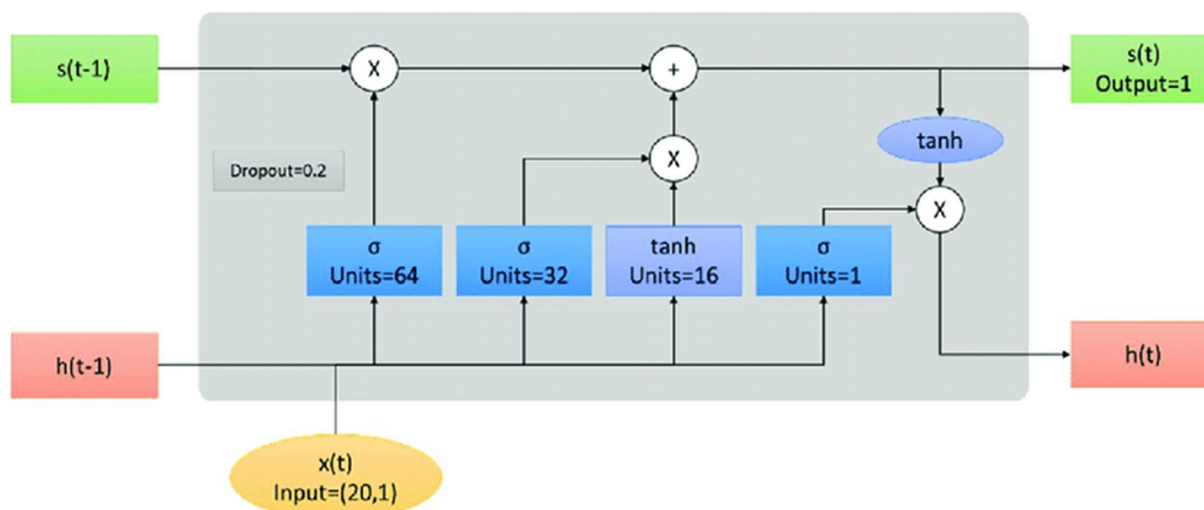 s(t-1)
X
+
s(t)
Output=1
tanh
Dropout=0.2
X
X
σ
Units=64
σ
Units=32
tanh
Units=16
σ
Units=1
h(t-1)
h(t)
x(t)
Input=(20,1)